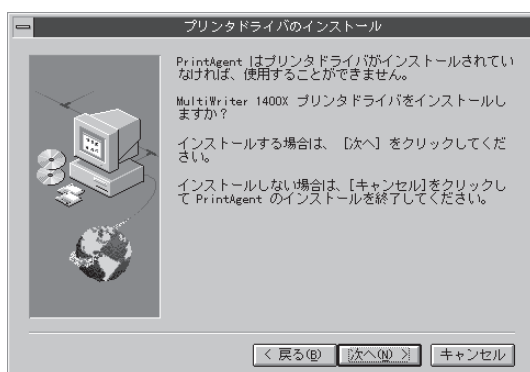 プリンタドライバのインストール
PrintAgent はプリンタドライバがインストールされてい
なければ、使用することができません。
MultiWriter 1400X プリンタドライバをインストールし
ますか？
インストールする場合は、［次へ］をクリックしてくだ
さい。
インストールしない場合は、[キャンセル]をクリックし
て PrintAgent のインストールを終了してください。
< 戻る(B)
次へ(N) >
キャンセル